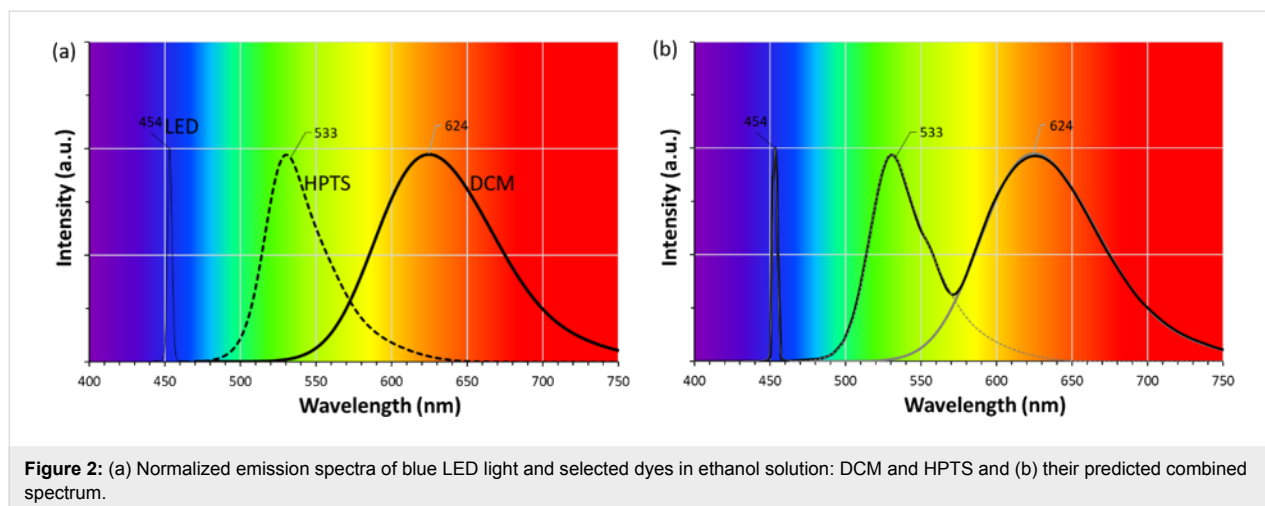 (a)
454 LED
533
624
HPTS
DCM
Intensity (a.u.)
400 450 500 550 600 650 700 750
Wavelength (nm)
(b)
454
533
624
Intensity (a.u.)
400 450 500 550 600 650 700 750
Wavelength (nm)
Figure 2: (a) Normalized emission spectra of blue LED light and selected dyes in ethanol solution: DCM and HPTS and (b) their predicted combined
spectrum.